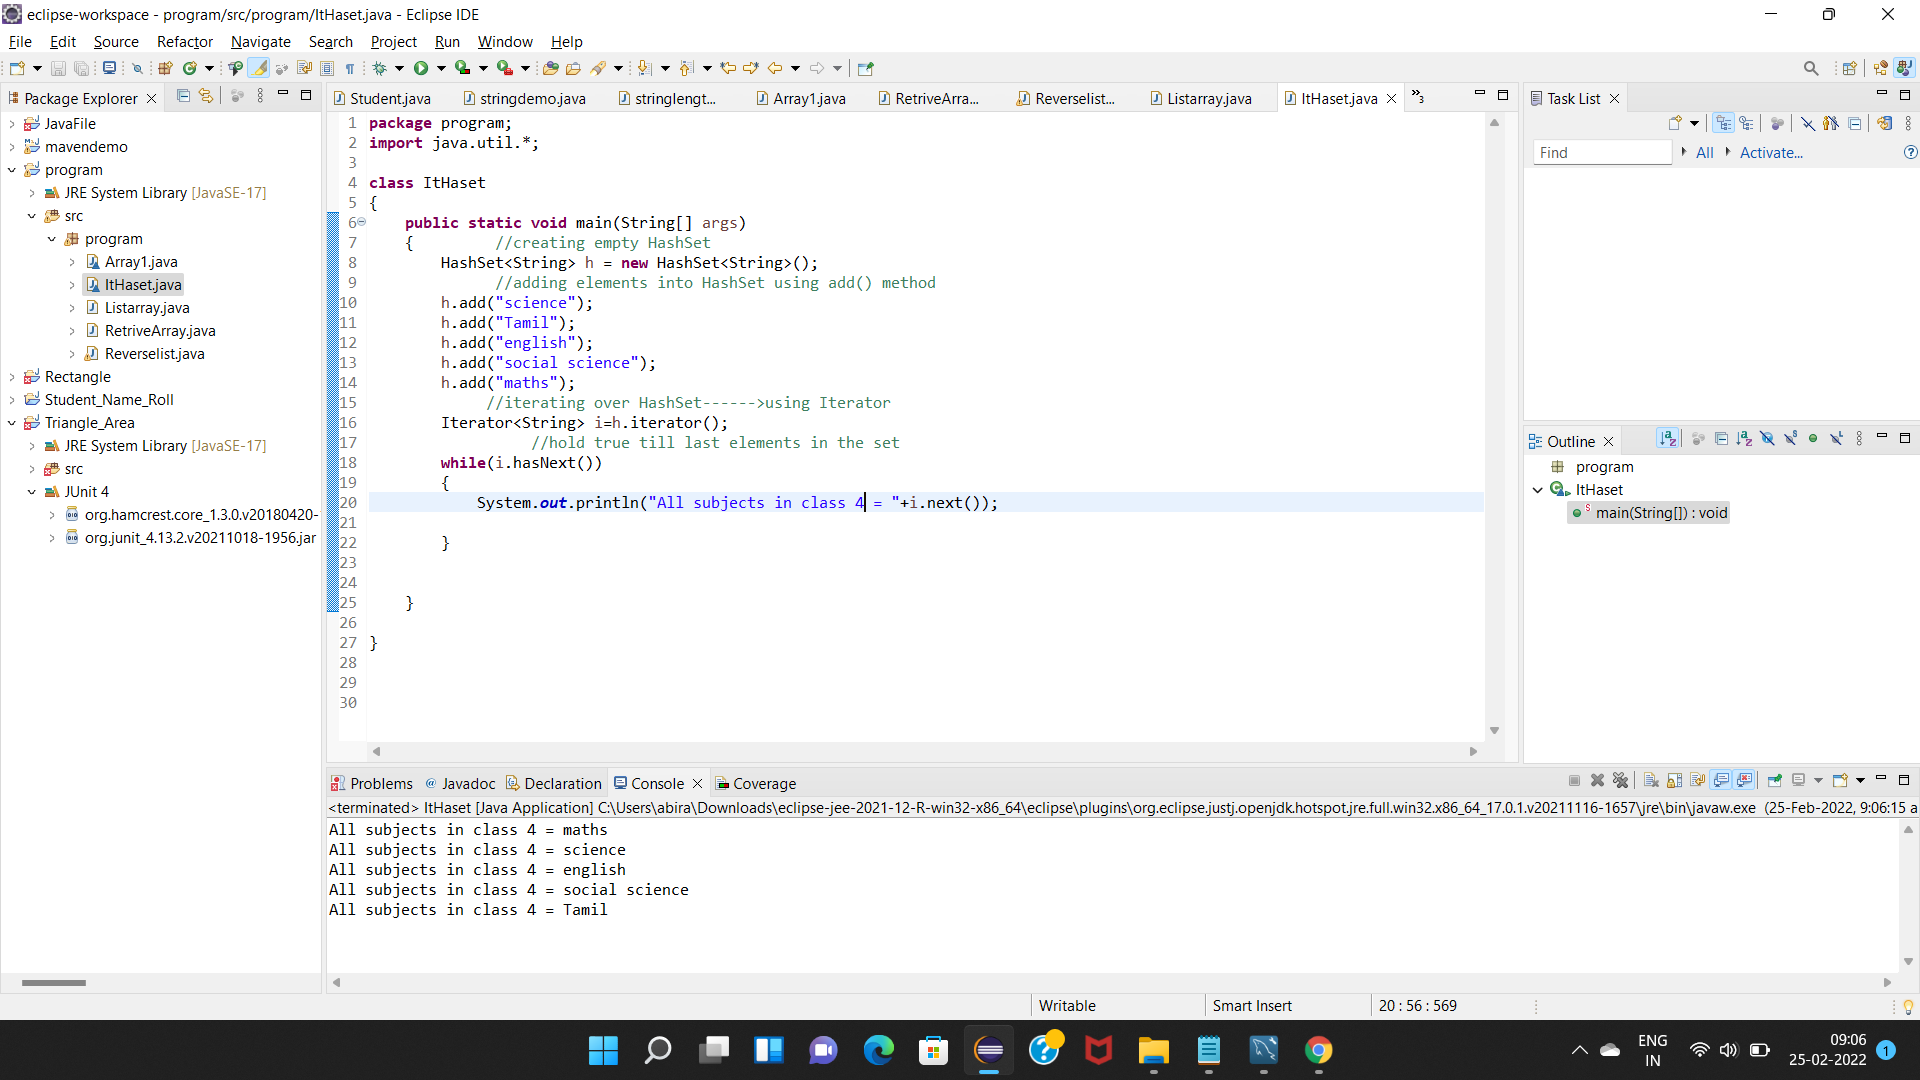 eclipse-workspace - program/src/program/ItHaset.java - Eclipse IDE
File Edit Source Refactor Navigate Search Project Run Window Help
Package Explorer
JavaFile
mavendemo
program
JRE System Library [JavaSE-17]
src
program
Array1.java
ItHaset.java
Listarray.java
RetriveArray.java
Reverselist.java
Rectangle
Student_Name_Roll
Triangle_Area
JRE System Library [JavaSE-17]
src
JUnit 4
org.hamcrest.core_1.3.0.v20180420-
org.junit_4.13.2.v20211018-1956.jar
Student.java stringdemo.java stringlengt... Array1.java RetriveArra... Reverselist... Listarray.java ItHaset.java »3
1 package program;
2 import java.util.*;
3
4 class ItHaset
5 {
6 public static void main(String[] args)
7 { //creating empty HashSet
8 HashSet<String> h = new HashSet<String>();
9 //adding elements into HashSet using add() method
10 h.add("science");
11 h.add("Tamil");
12 h.add("english");
13 h.add("social science");
14 h.add("maths");
15 //iterating over HashSet------>using Iterator
16 Iterator<String> i=h.iterator();
17 //hold true till last elements in the set
18 while(i.hasNext())
19 {
20 System.out.println("All subjects in class 4 = "+i.next());
21
22 }
23
24
25 }
26
27 }
28
29
30
Task List
Find All Activate...
Outline
program
ItHaset
main(String[]) : void
Problems Javadoc Declaration Console Coverage
<terminated> ItHaset [Java Application] C:\Users\abira\Downloads\eclipse-jee-2021-12-R-win32-x86_64\eclipse\plugins\org.eclipse.justj.openjdk.hotspot.jre.full.win32.x86_64_17.0.1.v20211116-1657\jre\bin\javaw.exe (25-Feb-2022, 9:06:15 a
All subjects in class 4 = maths
All subjects in class 4 = science
All subjects in class 4 = english
All subjects in class 4 = social science
All subjects in class 4 = Tamil
Writable Smart Insert 20 : 56 : 569
ENG
IN
09:06
25-02-2022
1